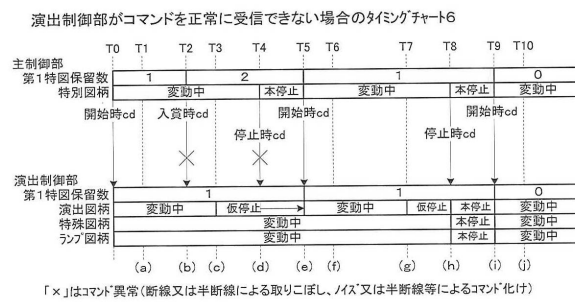 演出制御部がコマンドを正常に受信できない場合のタイミングチャート6
T0 T1 T2 T3 T4 T5 T6 T7 T8 T9 T10
主制御部
第1特図保留数 1 2 1 0
特別図柄 変動中 本停止 変動中 本停止 変動中
開始時cd 入賞時cd 停止時cd 開始時cd 停止時cd 開始時cd
演出制御部
第1特図保留数 1 1 0
演出図柄 変動中 仮停止 変動中 仮停止 本停止 変動中
特殊図柄 変動中 本停止 変動中
ランプ図柄 変動中 本停止 変動中
(a) (b) (c) (d) (e) (f) (g) (h) (i) (j)
「×」はコマンド異常(断線又は半断線による取りこぼし、ノイズ又は半断線等によるコマンド化け)